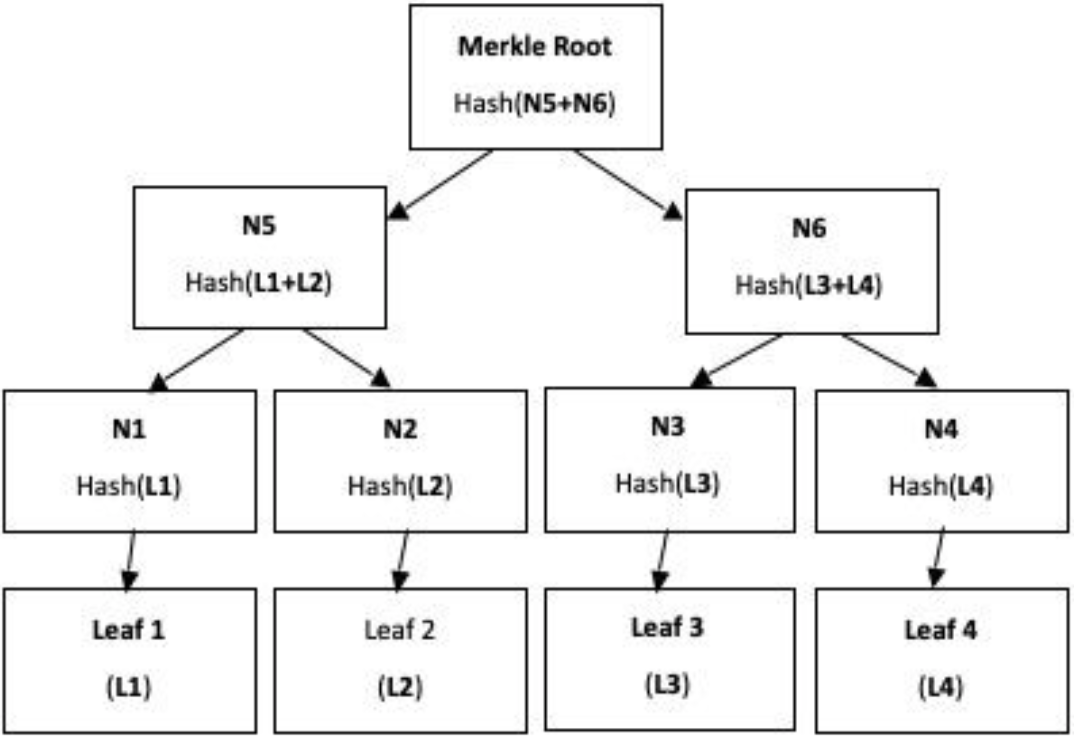 Merkle Root
Hash(N5+N6)
N5
Hash(L1+L2)
N6
Hash(L3+L4)
N1
Hash(L1)
N2
Hash(L2)
N3
Hash(L3)
N4
Hash(L4)
Leaf 1
(L1)
Leaf 2
(L2)
Leaf 3
(L3)
Leaf 4
(L4)